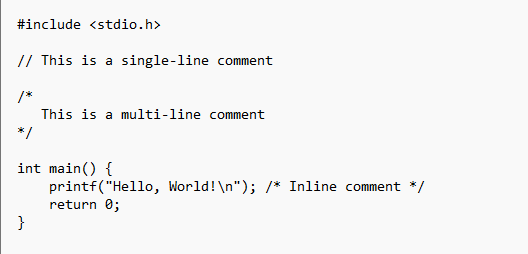 #include <stdio.h>
// This is a single-line comment
/*
   This is a multi-line comment
*/
int main() {
    printf("Hello, World!\n"); /* Inline comment */
    return 0;
}